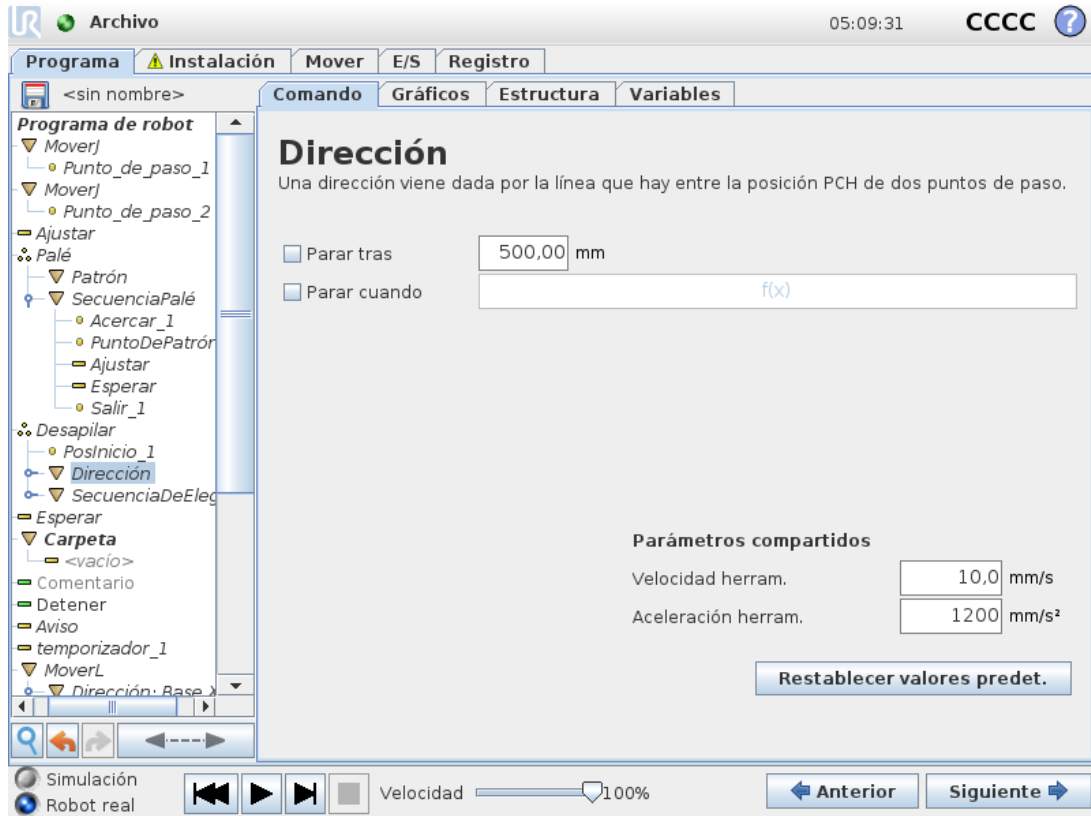 UR Archivo 05:09:31 CCCC ?
Programa Instalación Mover E/S Registro
<sin nombre> Comando Gráficos Estructura Variables
Programa de robot
MoverJ
Punto_de_paso_1
MoverJ
Punto_de_paso_2
Ajustar
Palé
Patrón
SecuenciaPalé
Acercar_1
PuntoDePatrór
Ajustar
Esperar
Salir_1
Desapilar
PosInicio_1
Dirección
SecuenciaDeEleg
Esperar
Carpeta
<vacío>
Comentario
Detener
Aviso
temporizador_1
MoverL
Dirección: Base X
Dirección
Una dirección viene dada por la línea que hay entre la posición PCH de dos puntos de paso.
Parar tras 500,00 mm
Parar cuando f(x)
Parámetros compartidos
Velocidad herram. 10,0 mm/s
Aceleración herram. 1200 mm/s²
Restablecer valores predet.
Simulación
Robot real
Velocidad 100%
Anterior Siguiente